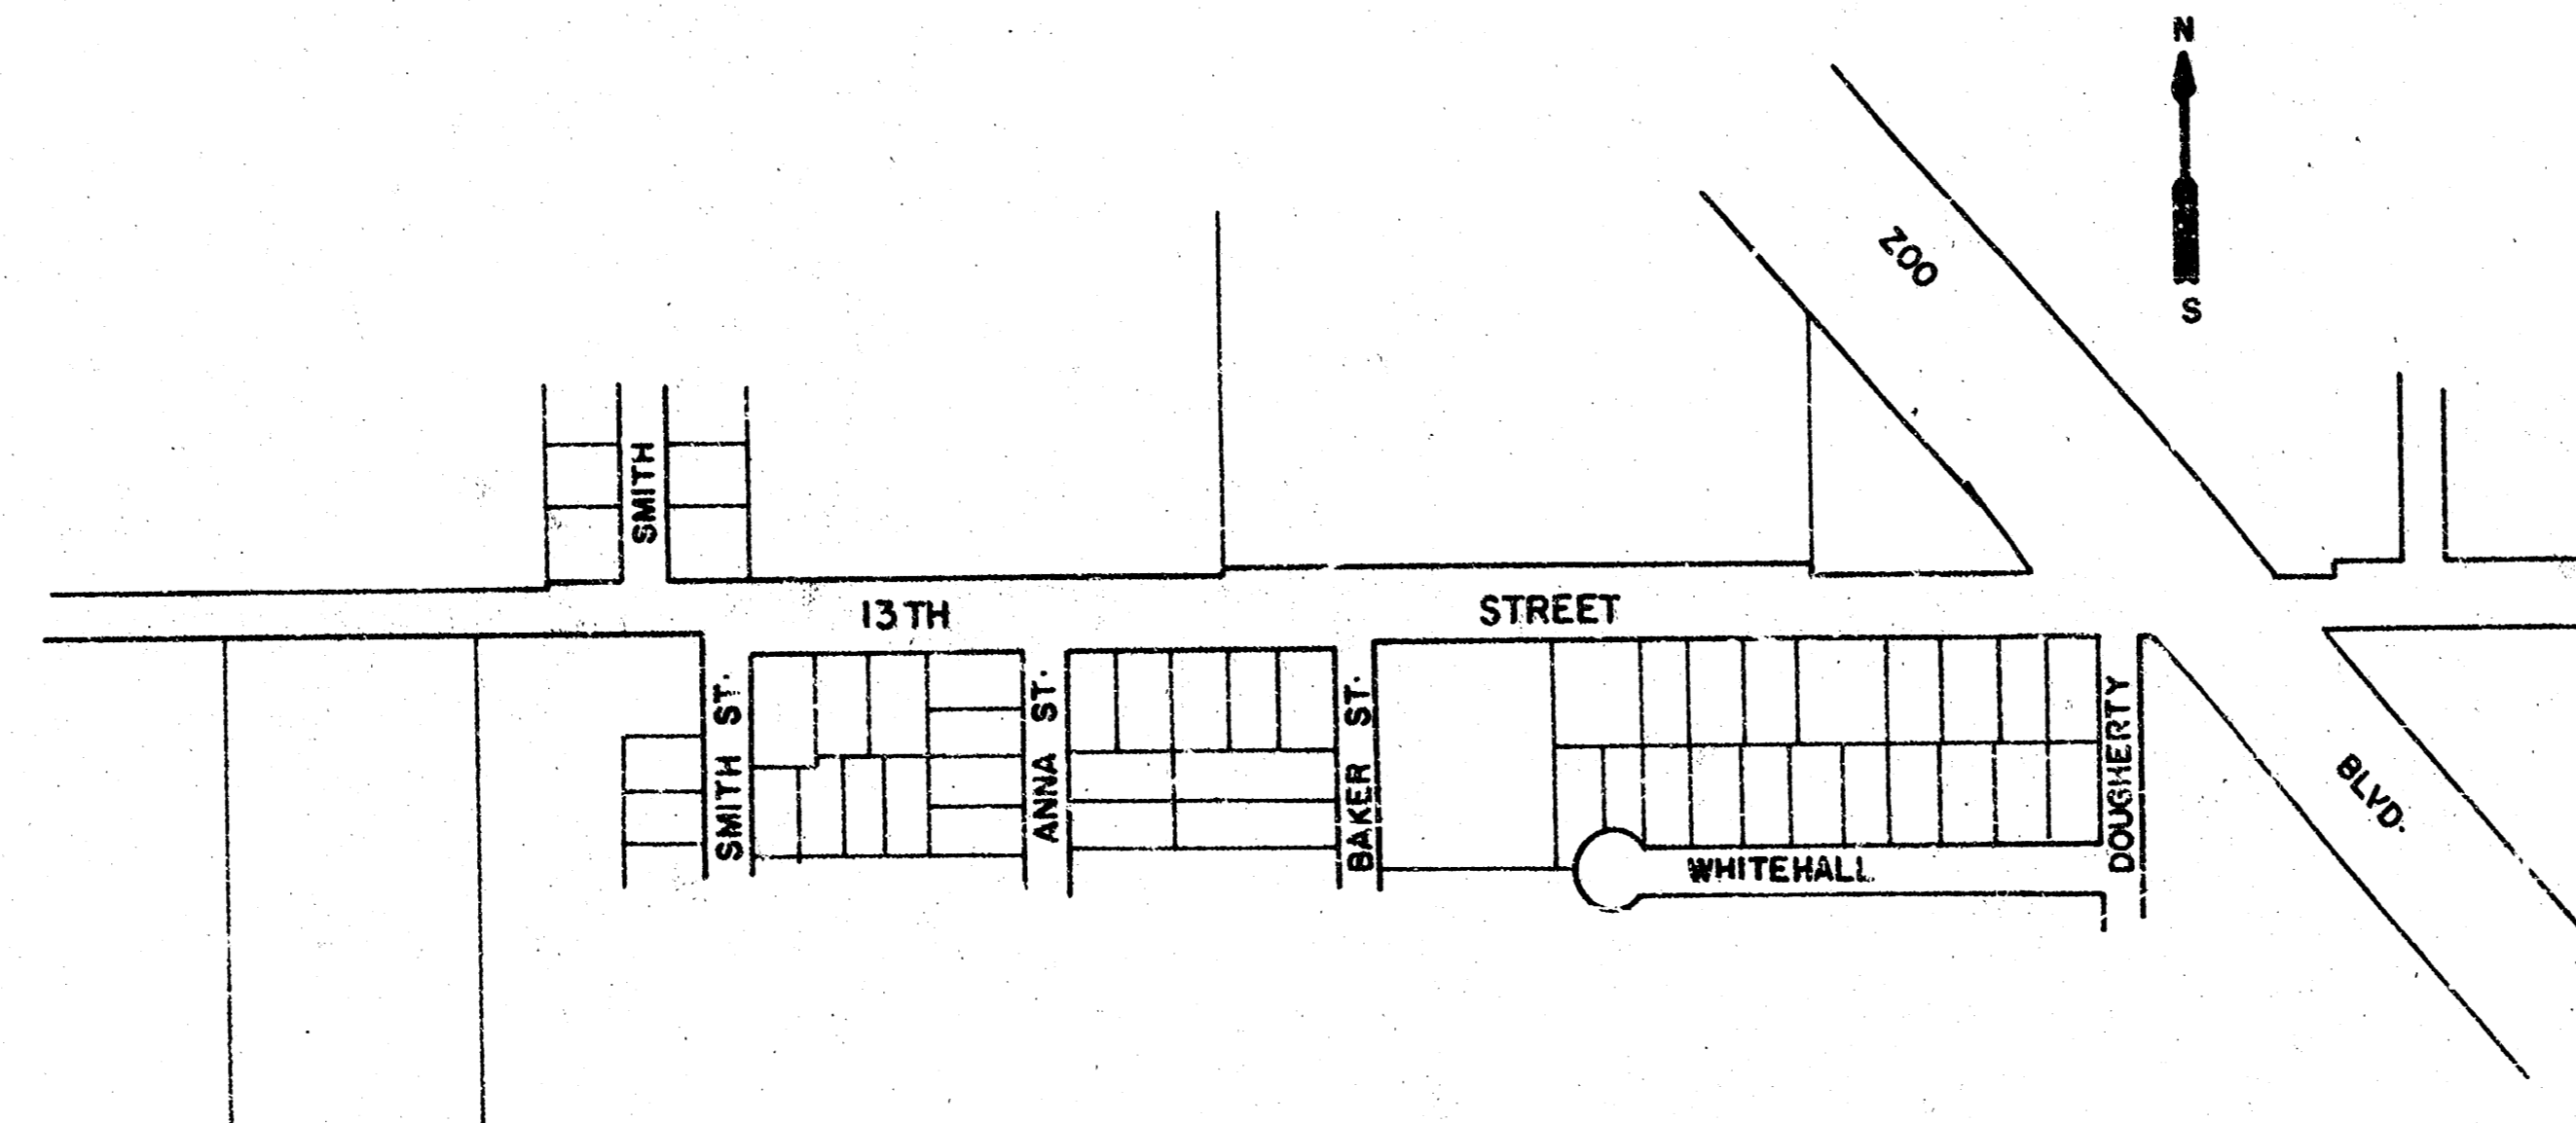 N
S
ZOO
SMITH
13TH STREET
SMITH ST.
ANNA ST.
BAKER ST.
DOUGHERTY
BLVD.
WHITEHALL